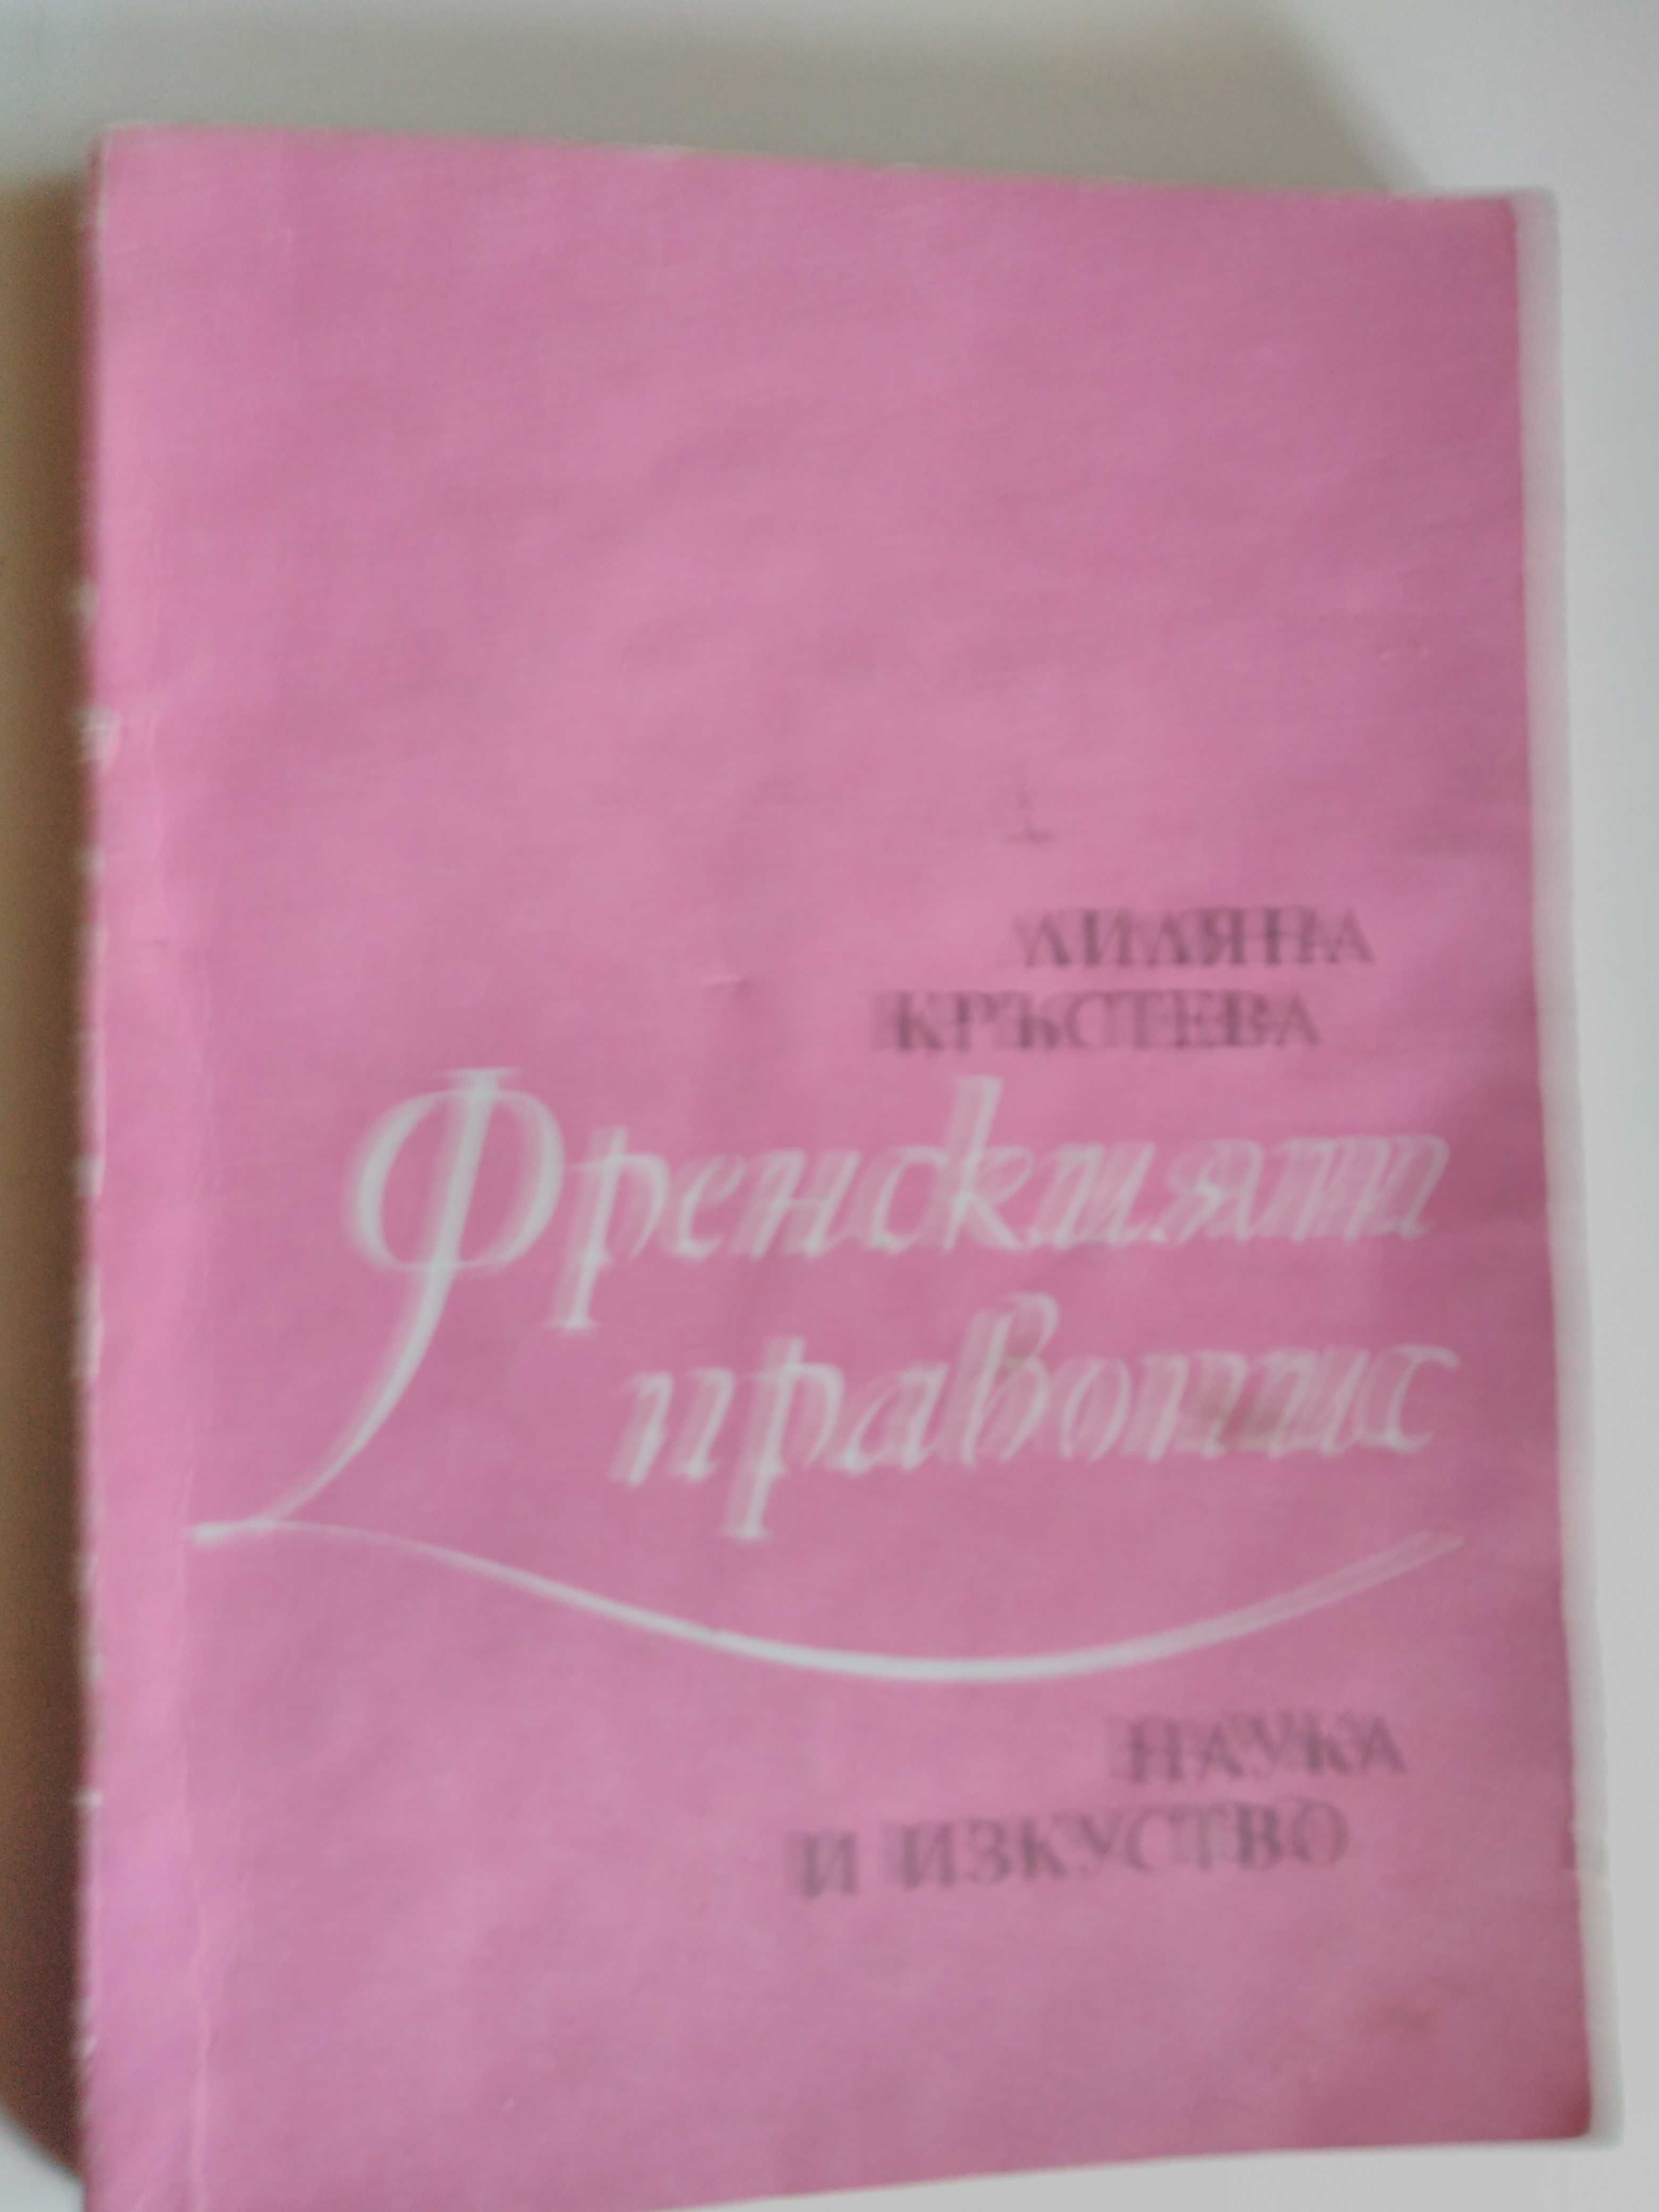 ЛИЛЯНА
КРЪСТЕВА
Френският
правопис
НАУКА
И ИЗКУСТВО